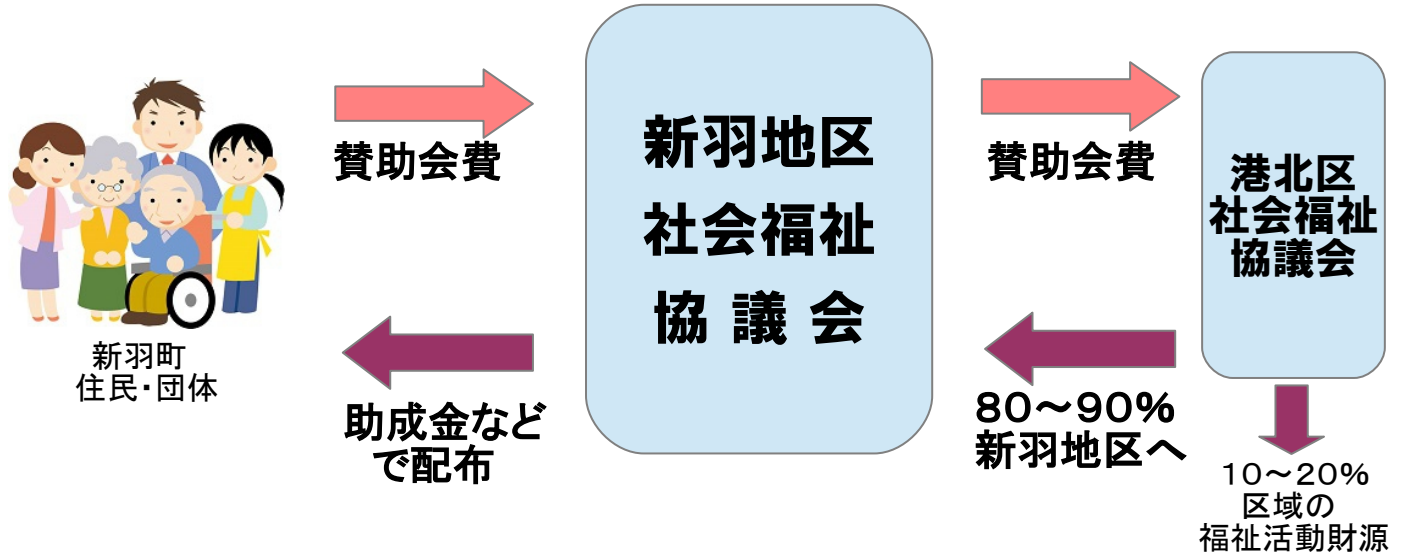 賛助会費
新羽地区
社会福祉
協議会
賛助会費
港北区
社会福祉
協議会
新羽町
住民・団体
助成金など
で配布
80〜90%
新羽地区へ
10〜20%
区域の
福祉活動財源